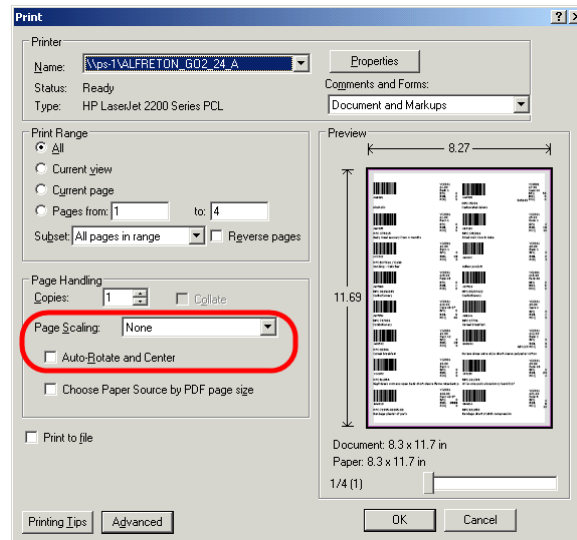 Print
Printer
Name: \\ps-1\ALFRETON_GO2_24_A
Properties
Status: Ready
Comments and Forms:
Type: HP LaserJet 2200 Series PCL
Document and Markups
Print Range
All
Current view
Current page
Pages from: 1 to: 4
Subset: All pages in range
Reverse pages
Page Handling
Copies: 1
Collate
Page Scaling: None
Auto-Rotate and Center
Choose Paper Source by PDF page size
Print to file
Preview
8.27
11.69
Document: 8.3 x 11.7 in
Paper: 8.3 x 11.7 in
1/4 (1)
Printing Tips
Advanced
OK
Cancel